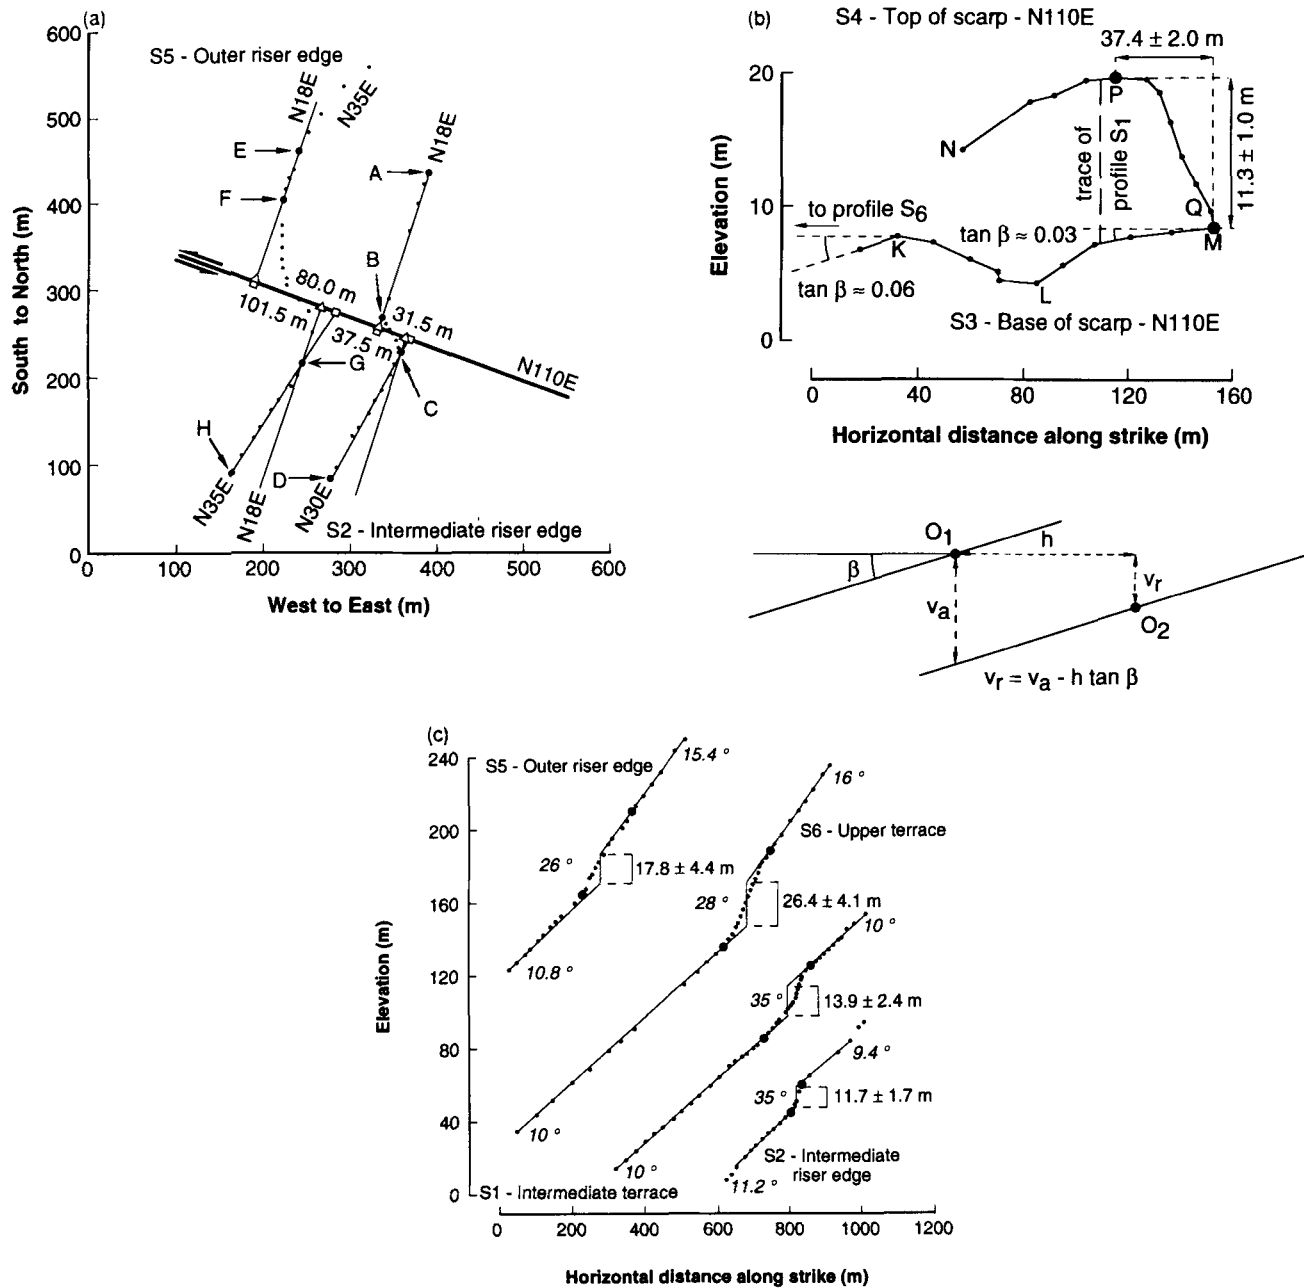 (a)
600
S5 - Outer riser edge
N18E
N35E
500
N18E
E
A
F
400
B
300
80.0 m
101.5 m
31.5 m
37.5 m
N110E
G
200
C
H
100
D
N35E
N18E
N30E
S2 - Intermediate riser edge
0
0 100 200 300 400 500 600
South to North (m)
West to East (m)
(b)
S4 - Top of scarp - N110E
37.4 ± 2.0 m
20
P
N
trace of
profile S1
11.3 ± 1.0 m
10
Q
to profile S6
tan β ≈ 0.03
M
K
tan β ≈ 0.06
L
S3 - Base of scarp - N110E
0
Elevation (m)
0 40 80 120 160
Horizontal distance along strike (m)
O1
h
β
vr
va
O2
vr = va - h tan β
(c)
240
S5 - Outer riser edge
15.4 °
16 °
200
S6 - Upper terrace
26 °
17.8 ± 4.4 m
160
28 °
26.4 ± 4.1 m
10 °
10.8 °
120
35 °
13.9 ± 2.4 m
80
9.4 °
35 °
11.7 ± 1.7 m
40
10 °
S2 - Intermediate
riser edge
10 °
11.2 °
0
S1 - Intermediate terrace
Elevation (m)
0 200 400 600 800 1000 1200
Horizontal distance along strike (m)